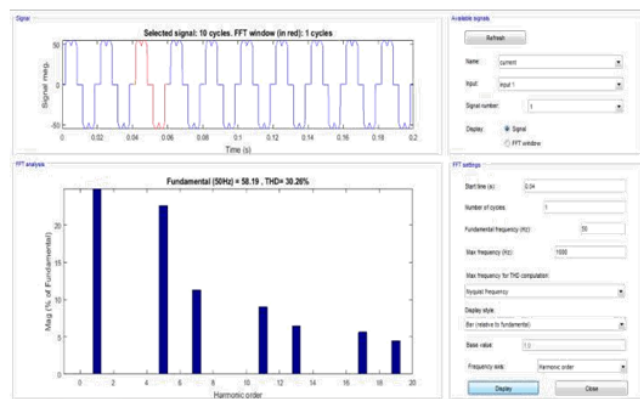 Signal
Selected signal: 10 cycles. FFT window (in red): 1 cycles
Signal mag.
50
0
-50
0 0.02 0.04 0.06 0.08 0.1 0.12 0.14 0.16 0.18 0.2
Time (s)
FFT analysis
Fundamental (50Hz) = 58.19 , THD= 30.26%
Mag (% of Fundamental)
20
15
10
5
0
0 2 4 6 8 10 12 14 16 18 20
Harmonic order
Available signals
Refresh
Name: current
Input: input 1
Signal number: 1
Display: Signal
FFT window
FFT settings
Start time (s): 0.04
Number of cycles: 1
Fundamental frequency (Hz): 50
Max frequency (Hz): 1000
Max frequency for THD computation:
Nyquist frequency
Display style:
Bar (relative to fundamental)
Base value: 1.0
Frequency axis: Harmonic order
Display Close